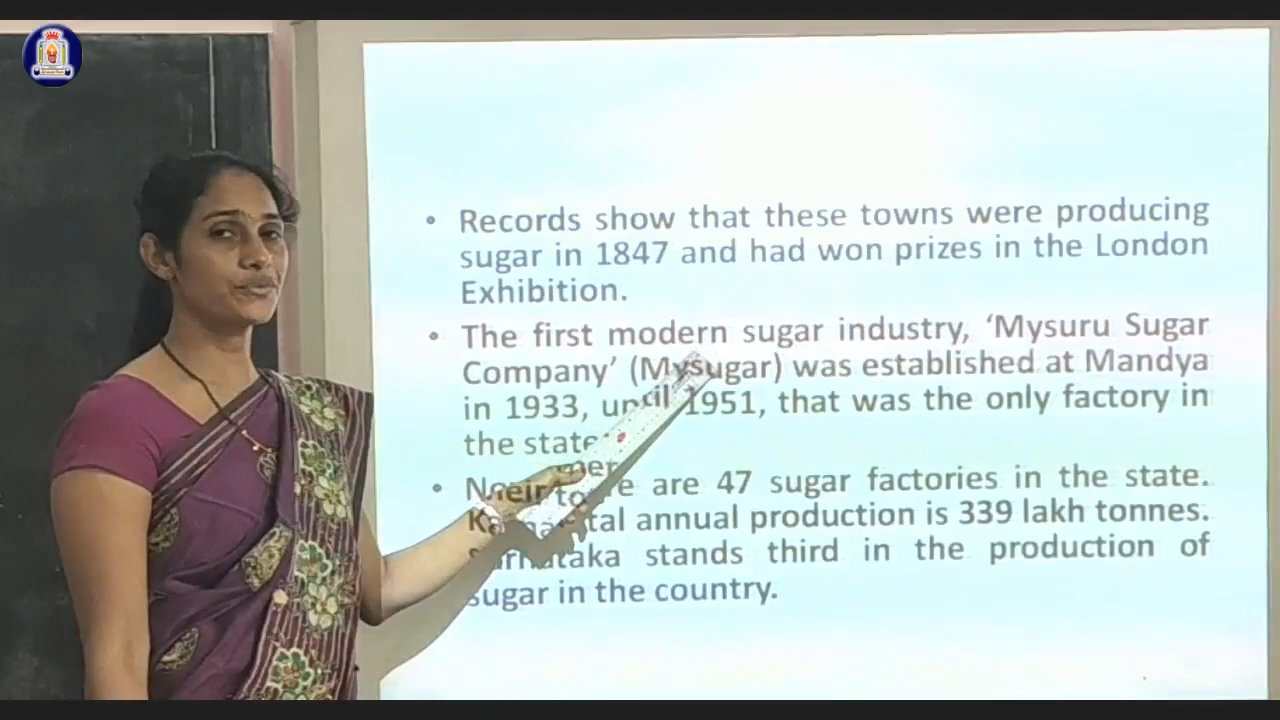 • Records show that these towns were producing
sugar in 1847 and had won prizes in the London
Exhibition.
• The first modern sugar industry, ‘Mysuru Sugar
Company’ (Mysugar) was established at Mandya
in 1933, until 1951, that was the only factory in
the state
• are 47 sugar factories in the state.
annual production is 339 lakh tonnes.
stands third in the production of
sugar in the country.